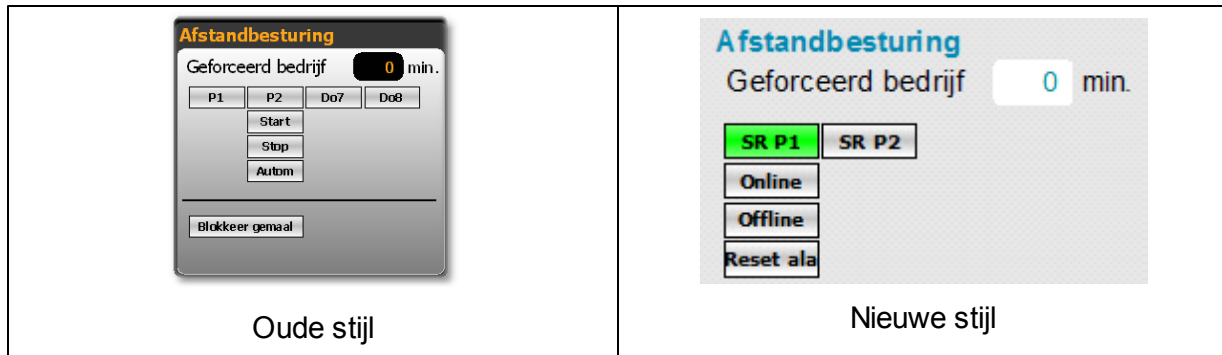 Afstandbesturing
Geforceerd bedrijf 0 min.
P1 P2 Do7 Do8
Start
Stop
Autom
Blokkeer gemaal
Oude stijl
Afstandbesturing
Geforceerd bedrijf 0 min.
SR P1 SR P2
Online
Offline
Reset ala
Nieuwe stijl